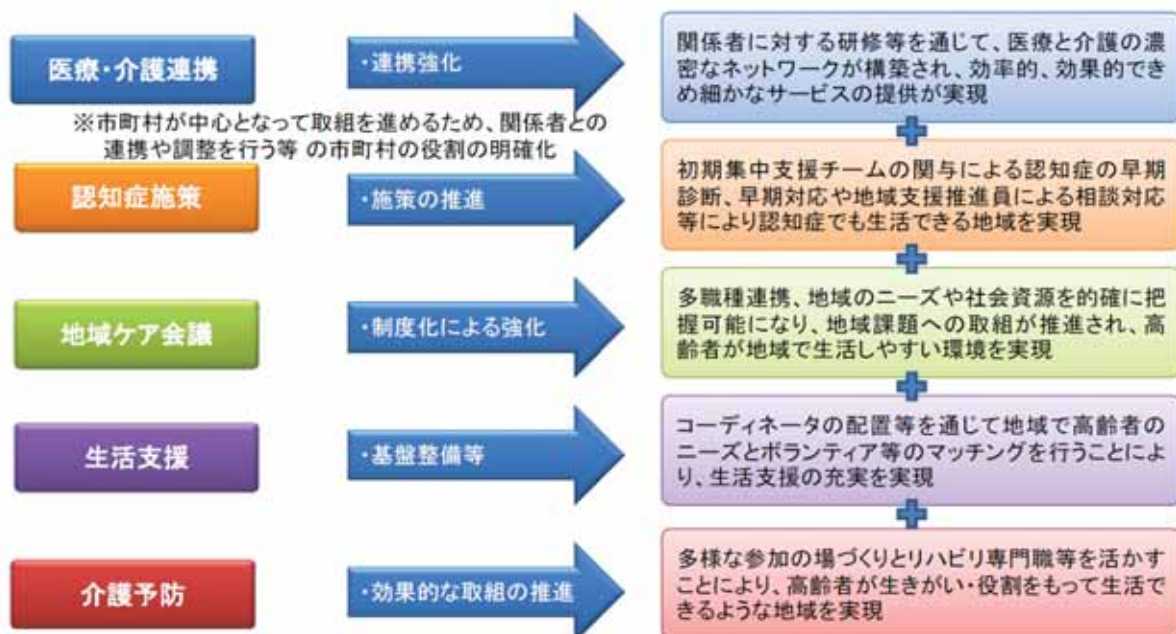 医療・介護連携
・連携強化
関係者に対する研修等を通じて、医療と介護の濃
密なネットワークが構築され、効率的、効果的でき
め細かなサービスの提供が実現
※市町村が中心となって取組を進めるため、関係者との
連携や調整を行う等 の市町村の役割の明確化
認知症施策
・施策の推進
初期集中支援チームの関与による認知症の早期
診断、早期対応や地域支援推進員による相談対応
等により認知症でも生活できる地域を実現
地域ケア会議
・制度化による強化
多職種連携、地域のニーズや社会資源を的確に把
握可能になり、地域課題への取組が推進され、高
齢者が地域で生活しやすい環境を実現
生活支援
・基盤整備等
コーディネータの配置等を通じて地域で高齢者の
ニーズとボランティア等のマッチングを行うことによ
り、生活支援の充実を実現
介護予防
・効果的な取組の推進
多様な参加の場づくりとリハビリ専門職等を活かす
ことにより、高齢者が生きがい・役割をもって生活で
きるような地域を実現